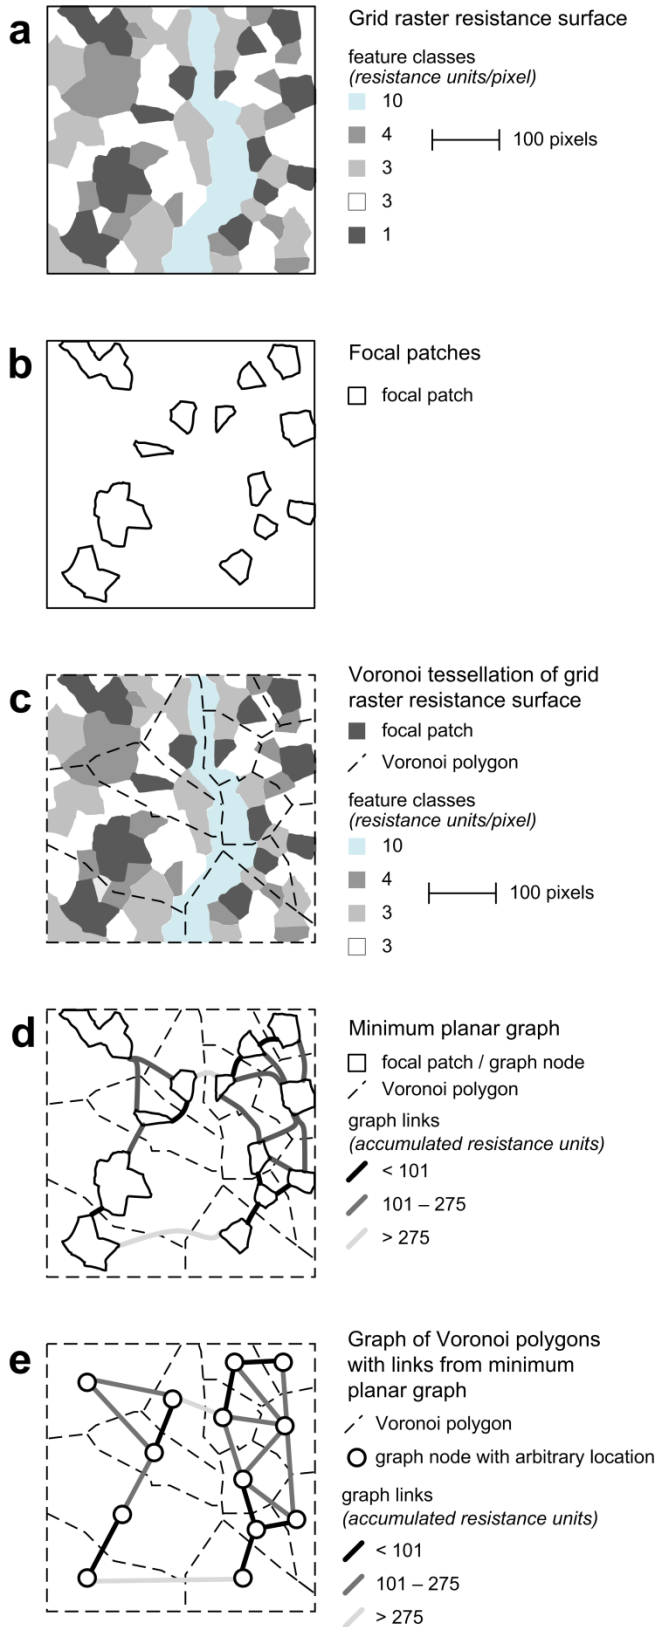 a
Grid raster resistance surface
feature classes
(resistance units/pixel)
10
4
100 pixels
3
3
1
b
Focal patches
focal patch
c
Voronoi tessellation of grid
raster resistance surface
focal patch
Voronoi polygon
feature classes
(resistance units/pixel)
10
4
100 pixels
3
3
d
Minimum planar graph
focal patch / graph node
Voronoi polygon
graph links
(accumulated resistance units)
< 101
101 – 275
> 275
e
Graph of Voronoi polygons
with links from minimum
planar graph
Voronoi polygon
graph node with arbitrary location
graph links
(accumulated resistance units)
< 101
101 – 275
> 275